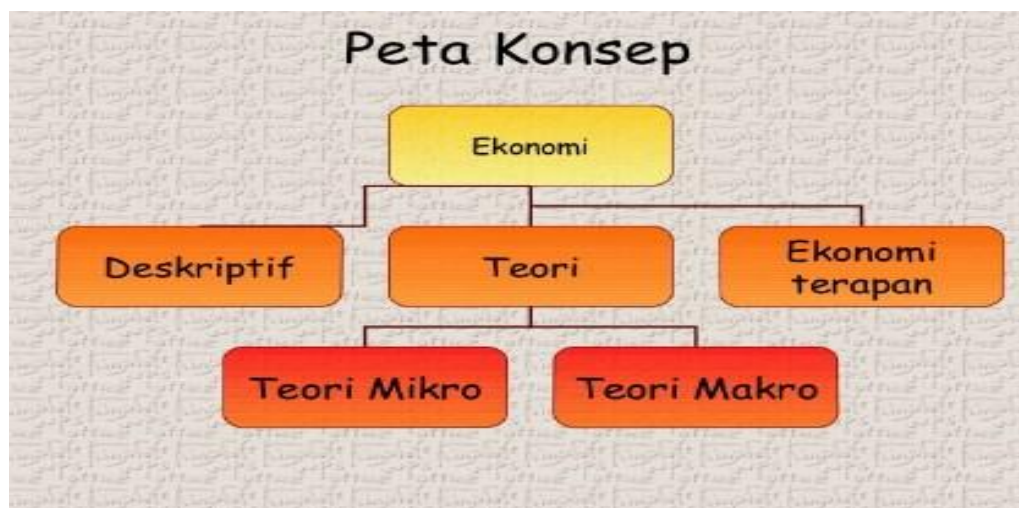 Peta Konsep
Ekonomi
Deskriptif
Teori
Ekonomi
terapan
Teori Mikro
Teori Makro